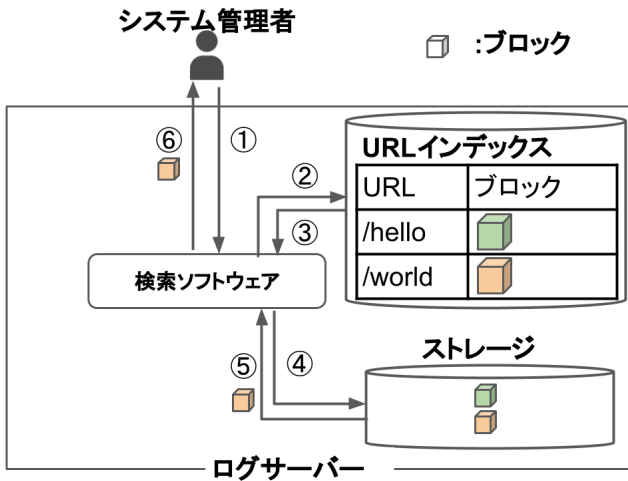 システム管理者
:ブロック
⑥
①
②
③
URLインデックス
URL ブロック
/hello
/world
検索ソフトウェア
⑤
④
ストレージ
ログサーバー